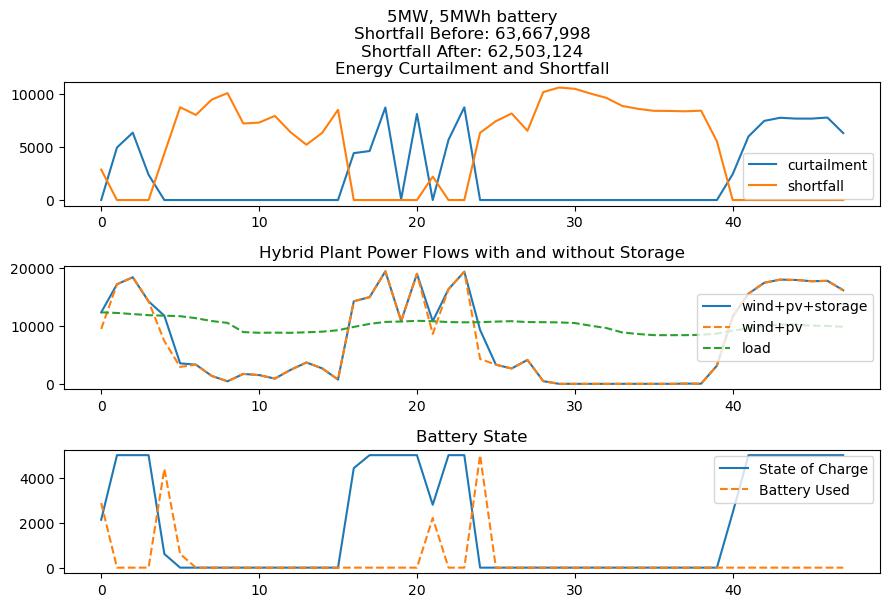 5MW, 5MWh battery
Shortfall Before: 63,667,998
Shortfall After: 62,503,124
Energy Curtailment and Shortfall
10000
5000
0
curtailment
shortfall
0 10 20 30 40
Hybrid Plant Power Flows with and without Storage
20000
10000
0
wind+pv+storage
wind+pv
load
0 10 20 30 40
Battery State
4000
2000
0
State of Charge
Battery Used
0 10 20 30 40